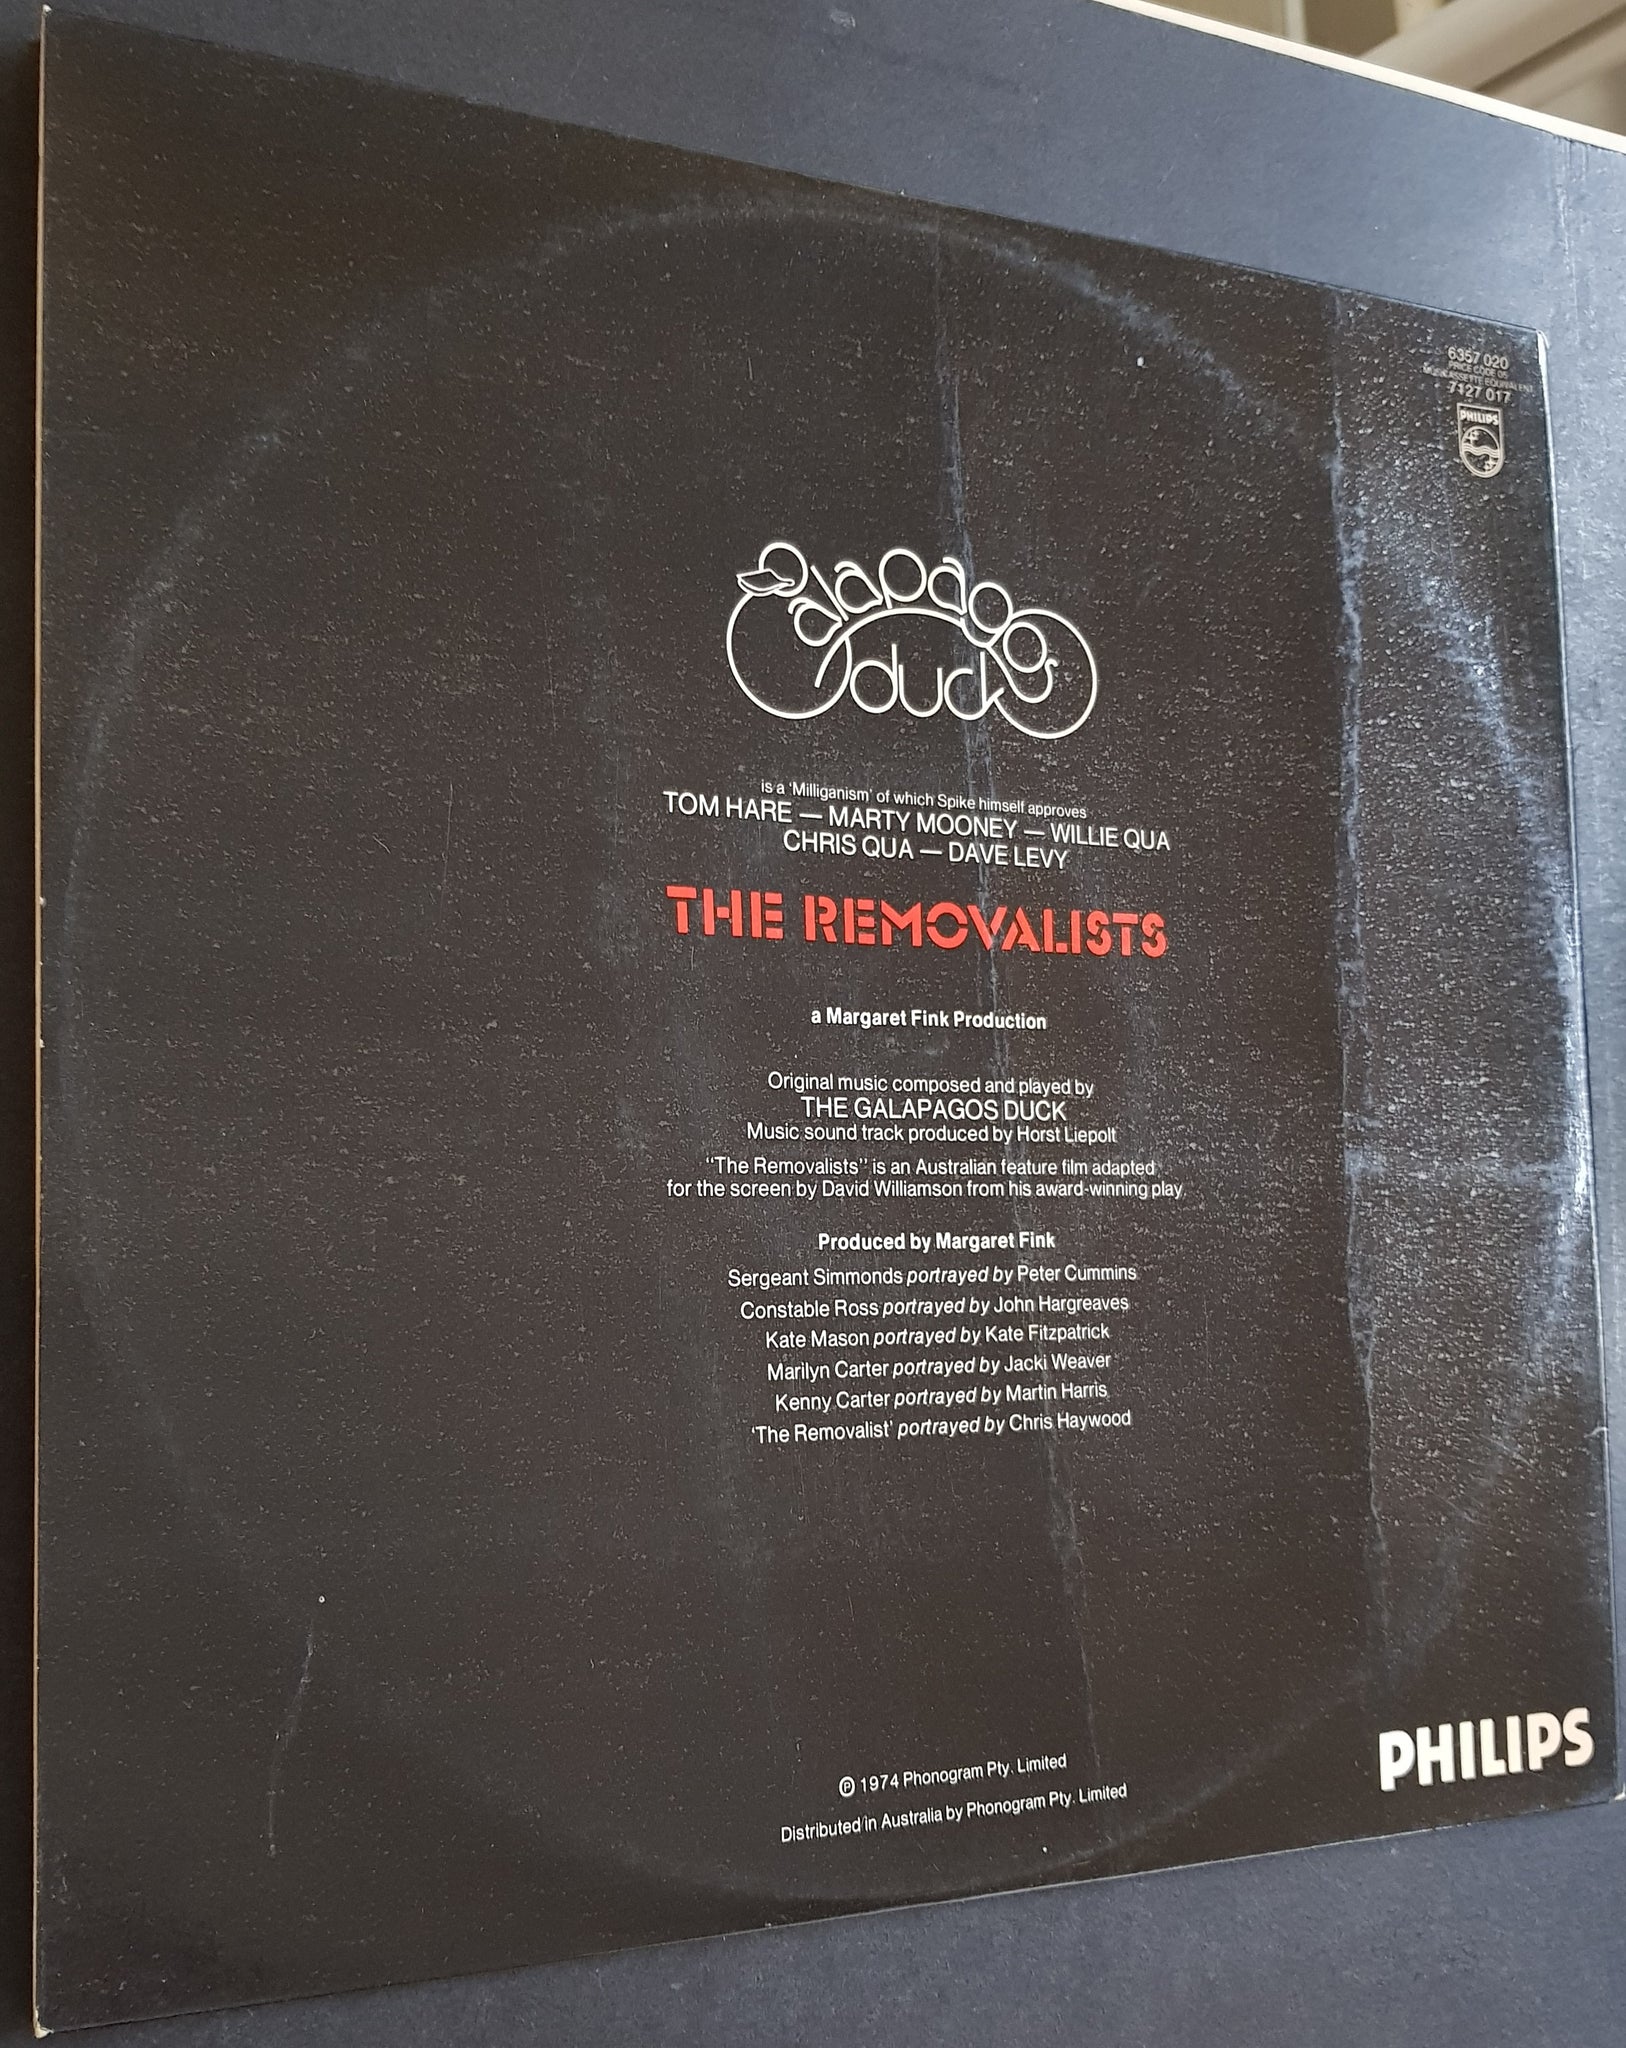 6357 020
PRICE CODE 05
MUSICASSETTE EQUIVALENT
7127 017
PHILIPS
Galapagos
duck
is a 'Milliganism' of which Spike himself approves
TOM HARE — MARTY MOONEY — WILLIE QUA
CHRIS QUA — DAVE LEVY
THE REMOVALISTS
a Margaret Fink Production
Original music composed and played by
THE GALAPAGOS DUCK
Music sound track produced by Horst Liepolt
"The Removalists" is an Australian feature film adapted
for the screen by David Williamson from his award-winning play.
Produced by Margaret Fink
Sergeant Simmonds portrayed by Peter Cummins
Constable Ross portrayed by John Hargreaves
Kate Mason portrayed by Kate Fitzpatrick
Marilyn Carter portrayed by Jacki Weaver
Kenny Carter portrayed by Martin Harris
'The Removalist' portrayed by Chris Haywood
℗ 1974 Phonogram Pty. Limited
Distributed in Australia by Phonogram Pty. Limited
PHILIPS